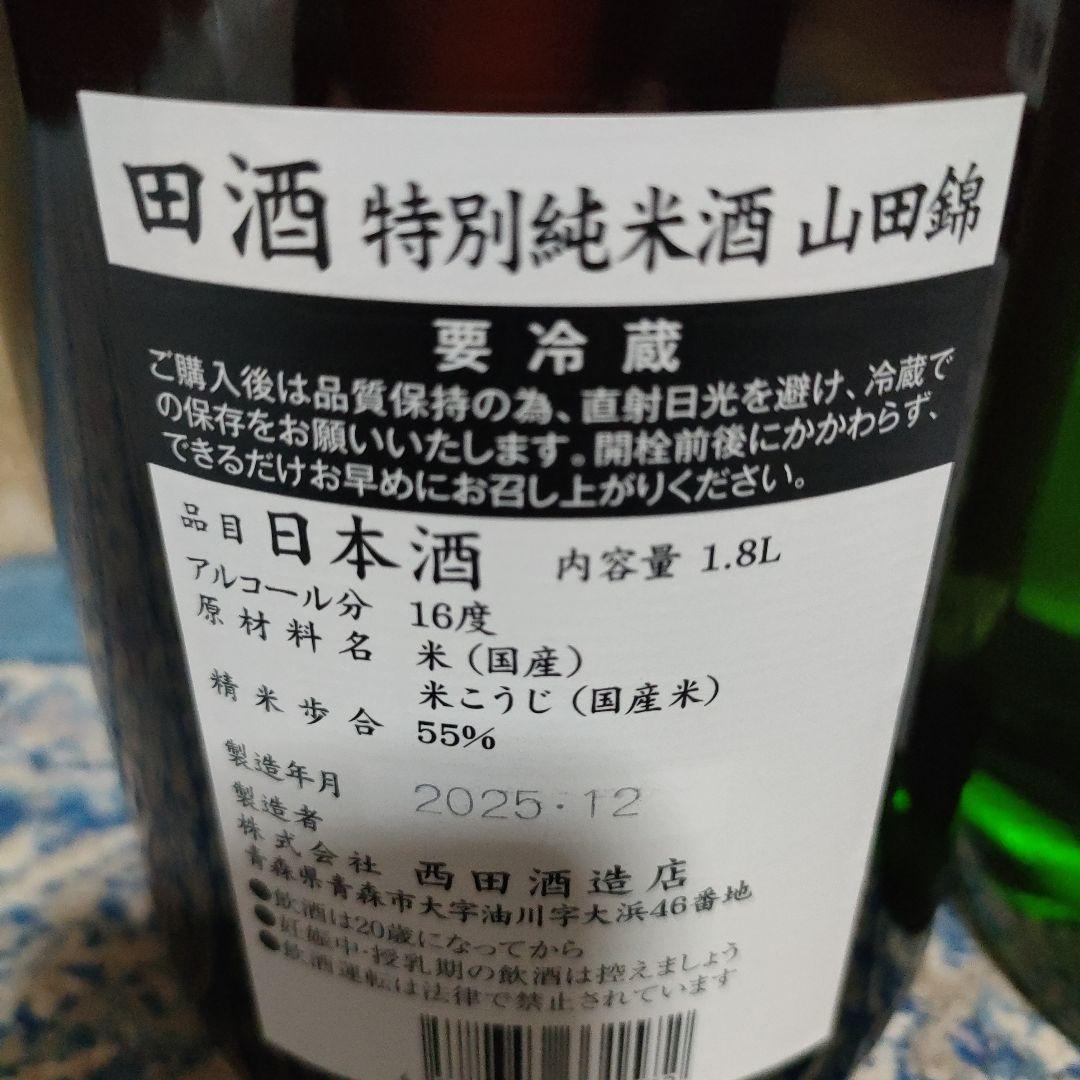 田酒 特別純米酒 山田錦
要冷蔵
ご購入後は品質保持の為、直射日光を避け、冷蔵で
の保存をお願いいたします。開栓前後にかかわらず、
できるだけお早めにお召し上がりください。
品目 日本酒 内容量 1.8L
アルコール分 16度
原材料名 米（国産）
米こうじ（国産米）
精米歩合 55%
製造年月 2025・12
製造者
株式会社 西田酒造店
青森県青森市大字油川字大浜46番地
●飲酒は20歳になってから
●妊娠中・授乳期の飲酒は控えましょう
●飲酒運転は法律で禁止されています